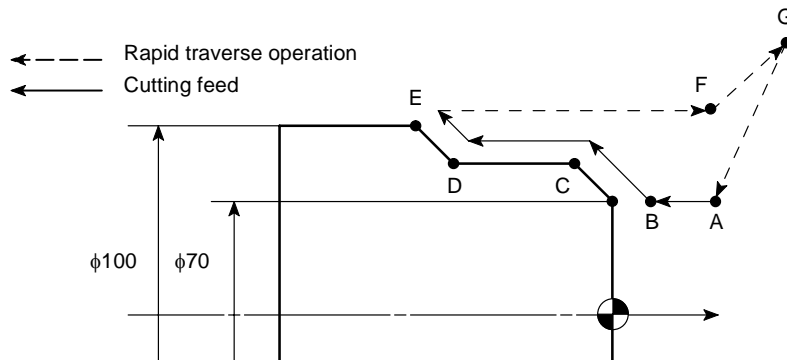 G
Rapid traverse operation
Cutting feed
F
E
D
C
B
A
ϕ100
ϕ70